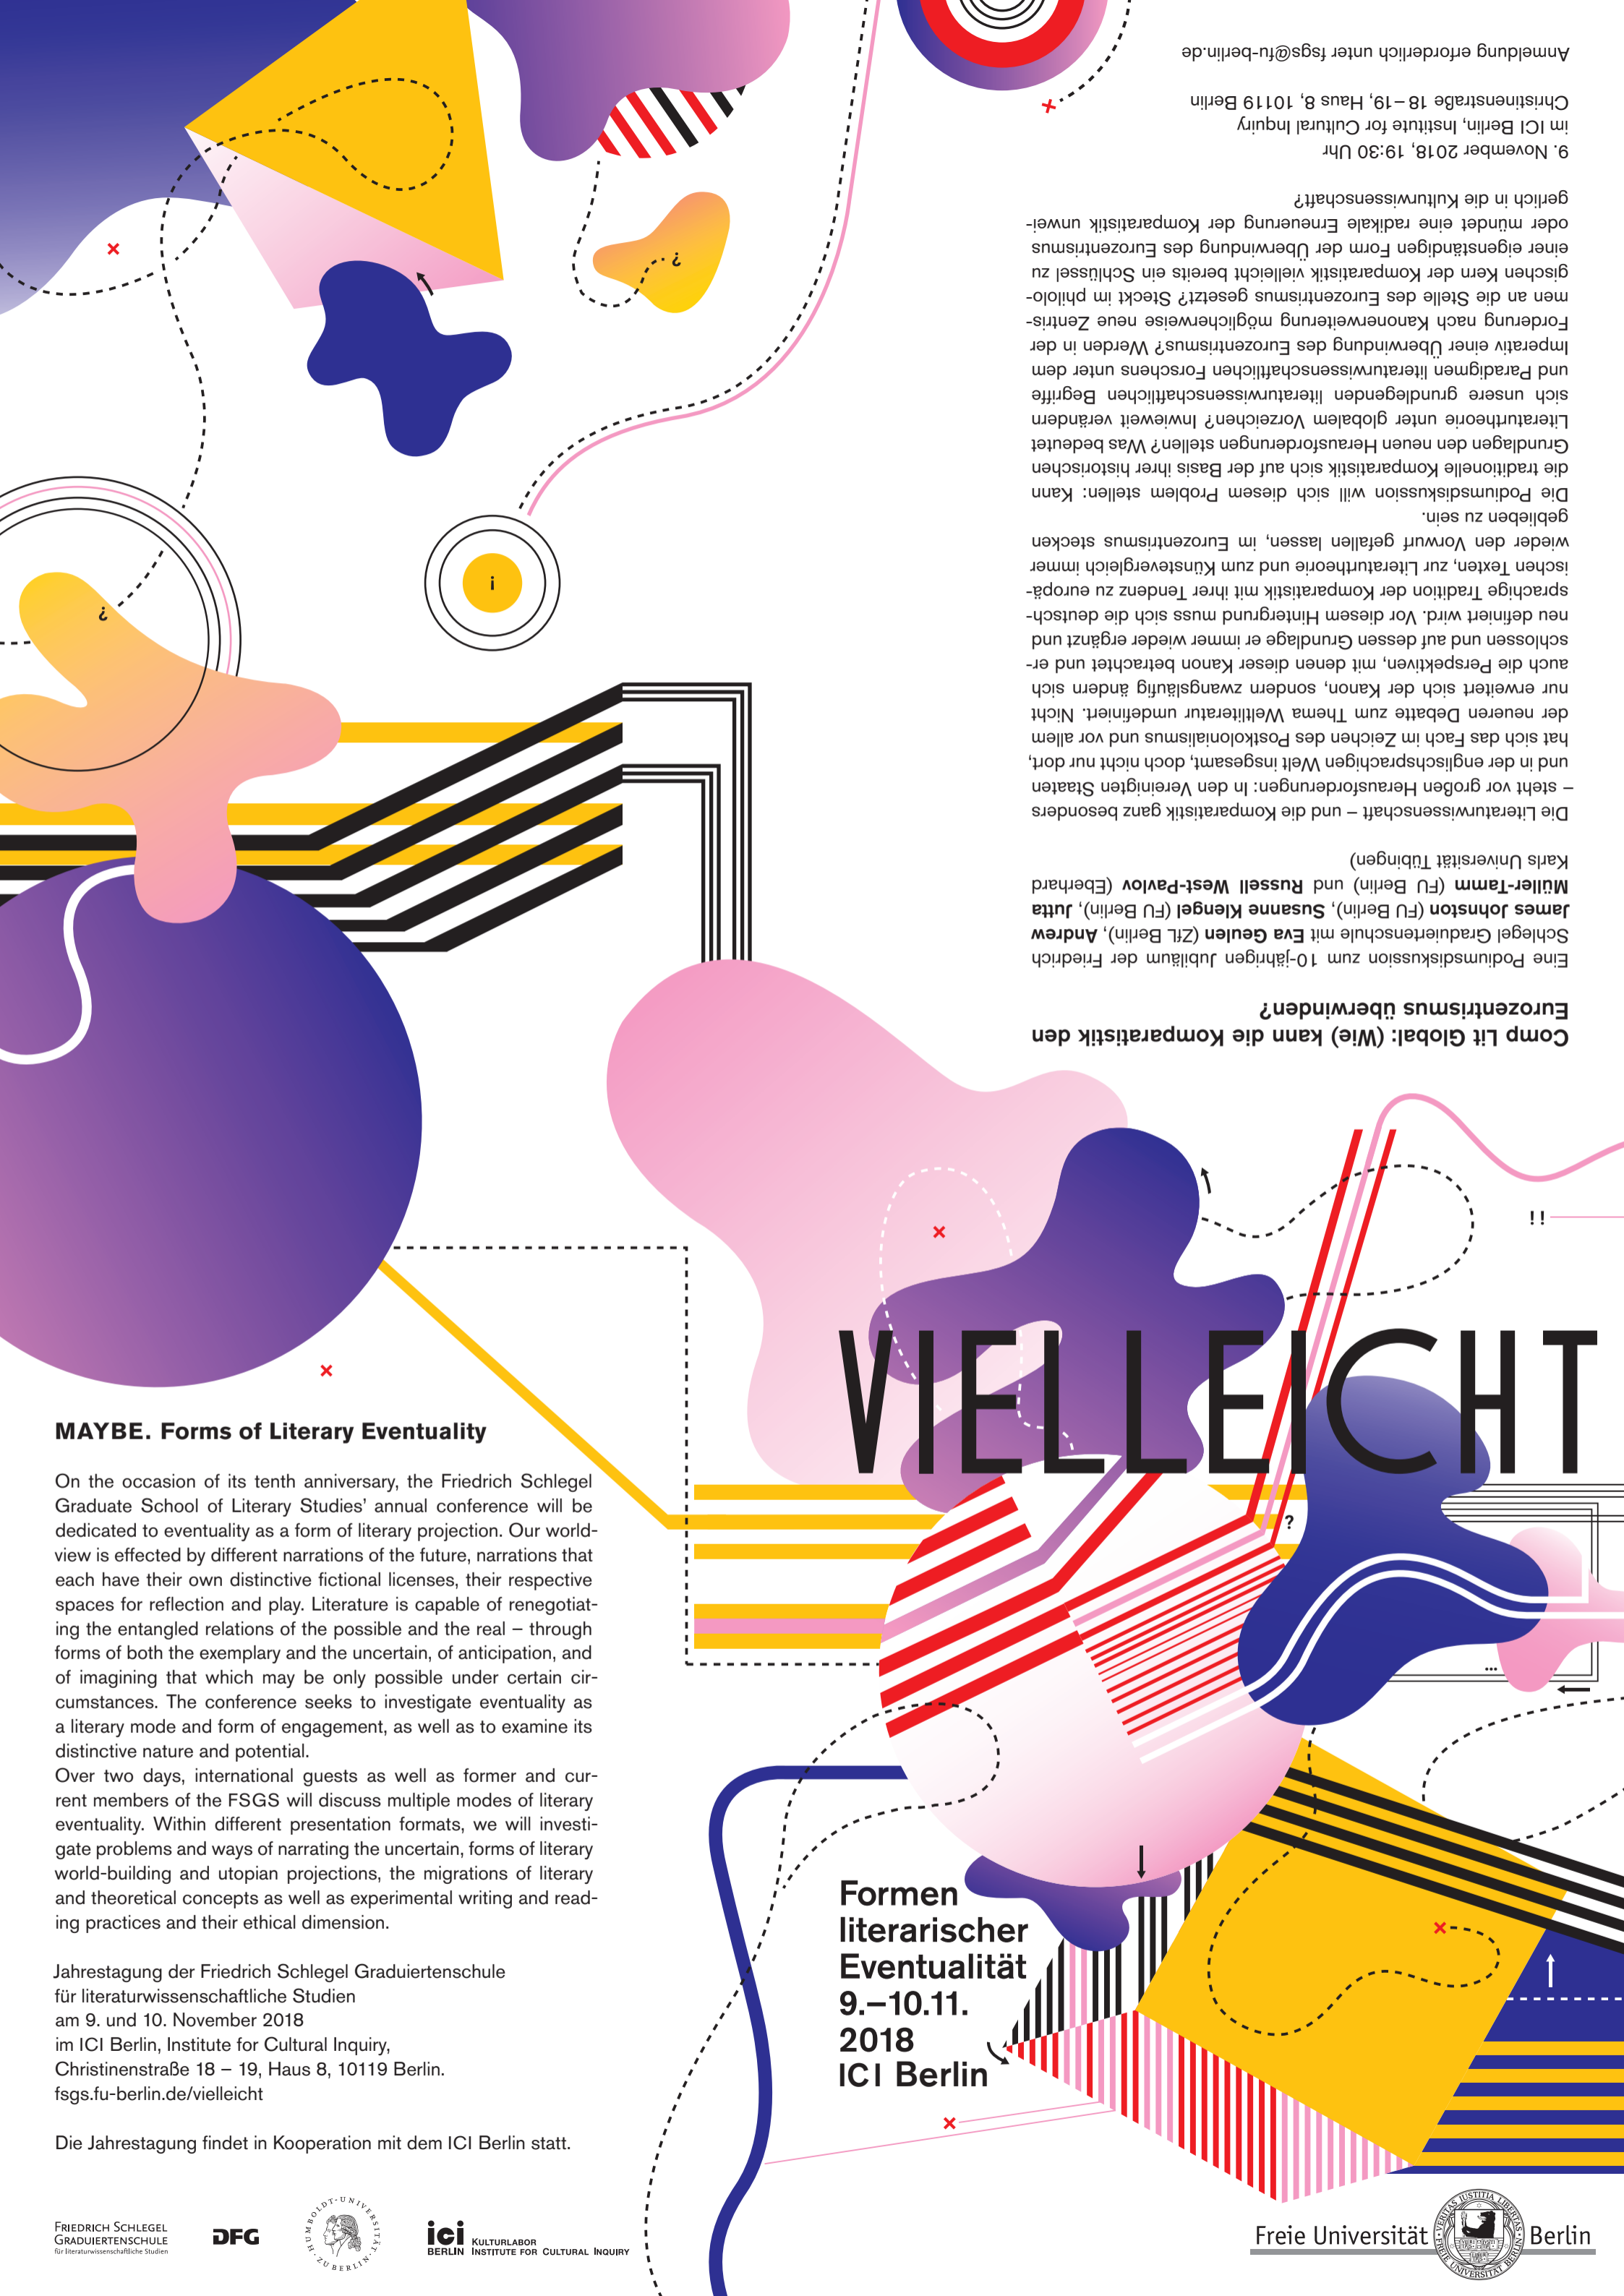 VIELLEICHT
Formen
literarischer
Eventualität
9.–10.11.
2018
ICI Berlin
MAYBE. Forms of Literary Eventuality
On the occasion of its tenth anniversary, the Friedrich Schlegel
Graduate School of Literary Studies’ annual conference will be
dedicated to eventuality as a form of literary projection. Our world-
view is effected by different narrations of the future, narrations that
each have their own distinctive fictional licenses, their respective
spaces for reflection and play. Literature is capable of renegotiat-
ing the entangled relations of the possible and the real – through
forms of both the exemplary and the uncertain, of anticipation, and
of imagining that which may be only possible under certain cir-
cumstances. The conference seeks to investigate eventuality as
a literary mode and form of engagement, as well as to examine its
distinctive nature and potential.
Over two days, international guests as well as former and cur-
rent members of the FSGS will discuss multiple modes of literary
eventuality. Within different presentation formats, we will investi-
gate problems and ways of narrating the uncertain, forms of literary
world-building and utopian projections, the migrations of literary
and theoretical concepts as well as experimental writing and read-
ing practices and their ethical dimension.
Jahrestagung der Friedrich Schlegel Graduiertenschule
für literaturwissenschaftliche Studien
am 9. und 10. November 2018
im ICI Berlin, Institute for Cultural Inquiry,
Christinenstraße 18 – 19, Haus 8, 10119 Berlin.
fsgs.fu-berlin.de/vielleicht
Die Jahrestagung findet in Kooperation mit dem ICI Berlin statt.
Comp Lit Global: (Wie) kann die Komparatistik den
Eurozentrismus überwinden?
Eine Podiumsdiskussion zum 10-jährigen Jubiläum der Friedrich
Schlegel Graduiertenschule mit Eva Geulen (ZfL Berlin), Andrew
James Johnston (FU Berlin), Susanne Klengel (FU Berlin), Jutta
Müller-Tamm (FU Berlin) und Russell West-Pavlov (Eberhard
Karls Universität Tübingen)
Die Literaturwissenschaft – und die Komparatistik ganz besonders
– steht vor großen Herausforderungen: In den Vereinigten Staaten
und in der englischsprachigen Welt insgesamt, doch nicht nur dort,
hat sich das Fach im Zeichen des Postkolonialismus und vor allem
der neueren Debatte zum Thema Weltliteratur umdefiniert. Nicht
nur erweitert sich der Kanon, sondern zwangsläufig ändern sich
auch die Perspektiven, mit denen dieser Kanon betrachtet und er-
schlossen und auf dessen Grundlage er immer wieder ergänzt und
neu definiert wird. Vor diesem Hintergrund muss sich die deutsch-
sprachige Tradition der Komparatistik mit ihrer Tendenz zu europä-
ischen Texten, zur Literaturtheorie und zum Künstevergleich immer
wieder den Vorwurf gefallen lassen, im Eurozentrismus stecken
geblieben zu sein.
Die Podiumsdiskussion will sich diesem Problem stellen: Kann
die traditionelle Komparatistik sich auf der Basis ihrer historischen
Grundlagen den neuen Herausforderungen stellen? Was bedeutet
Literaturtheorie unter globalem Vorzeichen? Inwieweit verändern
sich unsere grundlegenden literaturwissenschaftlichen Begriffe
und Paradigmen literaturwissenschaftlichen Forschens unter dem
Imperativ einer Überwindung des Eurozentrismus? Werden in der
Forderung nach Kanonerweiterung möglicherweise neue Zentris-
men an die Stelle des Eurozentrismus gesetzt? Steckt im philolo-
gischen Kern der Komparatistik vielleicht bereits ein Schlüssel zu
einer eigenständigen Form der Überwindung des Eurozentrismus
oder mündet eine radikale Erneuerung der Komparatistik unwei-
gerlich in die Kulturwissenschaft?
9. November 2018, 19:30 Uhr
im ICI Berlin, Institute for Cultural Inquiry
Christinenstraße 18 –19, Haus 8, 10119 Berlin
Anmeldung erforderlich unter fsgs@fu-berlin.de
?
?
!
!!
?
...
FRIEDRICH SCHLEGEL
GRADUIERTENSCHULE
für literaturwissenschaftliche Studien
DFG
HUMBOLDT-UNIVERSITÄT
ZU BERLIN
ici
BERLIN
KULTURLABOR
INSTITUTE FOR CULTURAL INQUIRY
Freie Universität Berlin
VERITAS JUSTITIA LIBERTAS
FREIE UNIVERSITÄT BERLIN